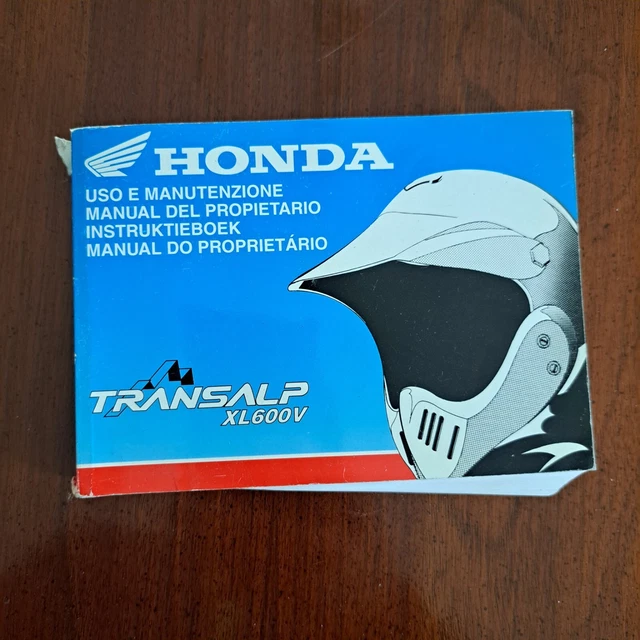 HONDA
USO E MANUTENZIONE
MANUAL DEL PROPIETARIO
INSTRUKTIEBOEK
MANUAL DO PROPRIETÁRIO
TRANSALP
XL600V